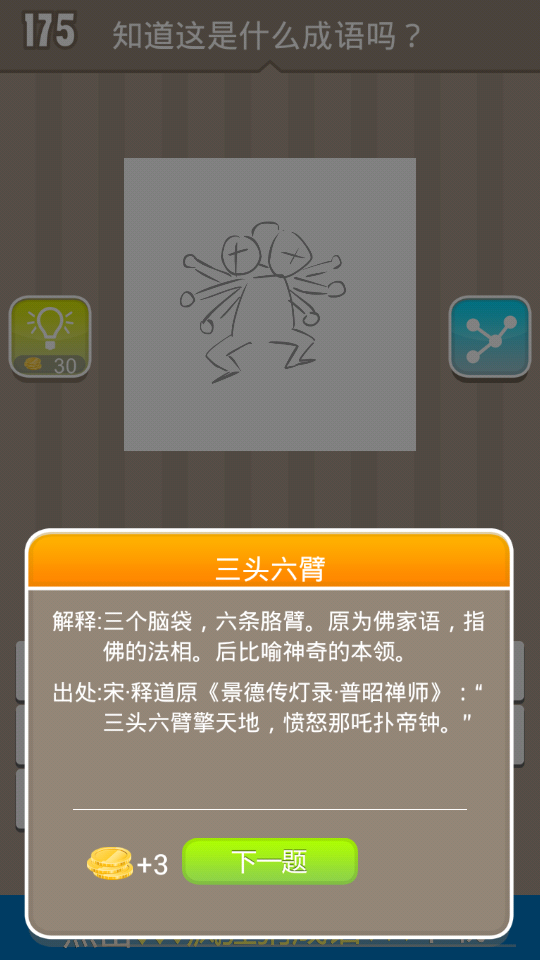 175
知道这是什么成语吗？
30
三头六臂
解释:三个脑袋，六条胳臂。原为佛家语，指
佛的法相。后比喻神奇的本领。
出处:宋·释道原《景德传灯录·普昭禅师》：“
三头六臂擎天地，愤怒那吒扑帝钟。”
+3
下一题